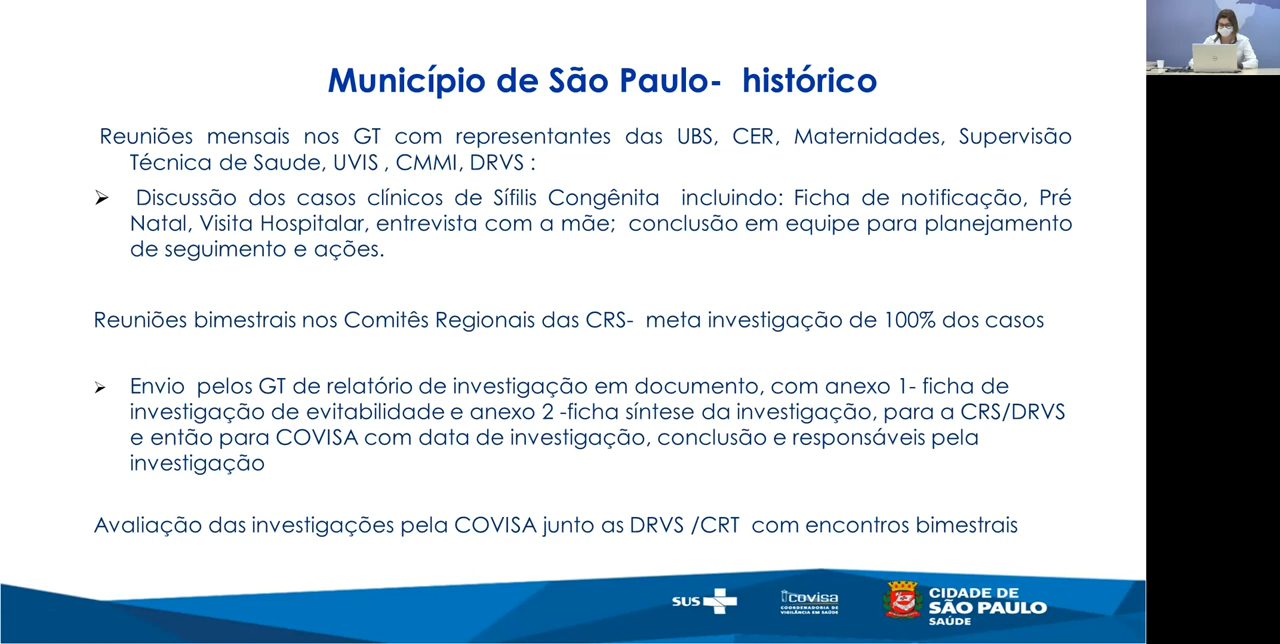 Município de São Paulo- histórico
Reuniões mensais nos GT com representantes das UBS, CER, Maternidades, Supervisão
Técnica de Saude, UVIS , CMMI, DRVS :
Discussão dos casos clínicos de Sífilis Congênita incluindo: Ficha de notificação, Pré
Natal, Visita Hospitalar, entrevista com a mãe; conclusão em equipe para planejamento
de seguimento e ações.
Reuniões bimestrais nos Comitês Regionais das CRS- meta investigação de 100% dos casos
Envio pelos GT de relatório de investigação em documento, com anexo 1- ficha de
investigação de evitabilidade e anexo 2 -ficha síntese da investigação, para a CRS/DRVS
e então para COVISA com data de investigação, conclusão e responsáveis pela
investigação
Avaliação das investigações pela COVISA junto as DRVS /CRT com encontros bimestrais
SUS
covisa
COORDENADORIA DE
VIGILÂNCIA EM SAÚDE
CIDADE DE
SÃO PAULO
SAÚDE